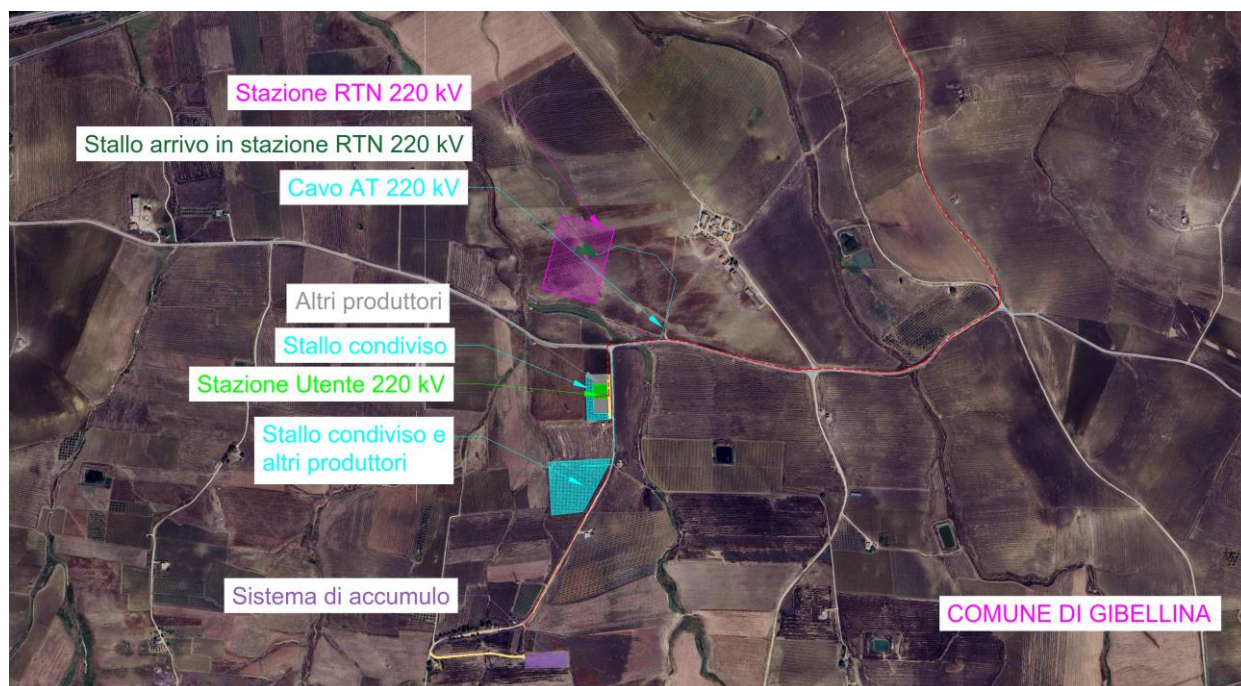 Stazione RTN 220 kV
Stallo arrivo in stazione RTN 220 kV
Cavo AT 220 kV
Altri produttori
Stallo condiviso
Stazione Utente 220 kV
Stallo condiviso e
altri produttori
Sistema di accumulo
COMUNE DI GIBELLINA